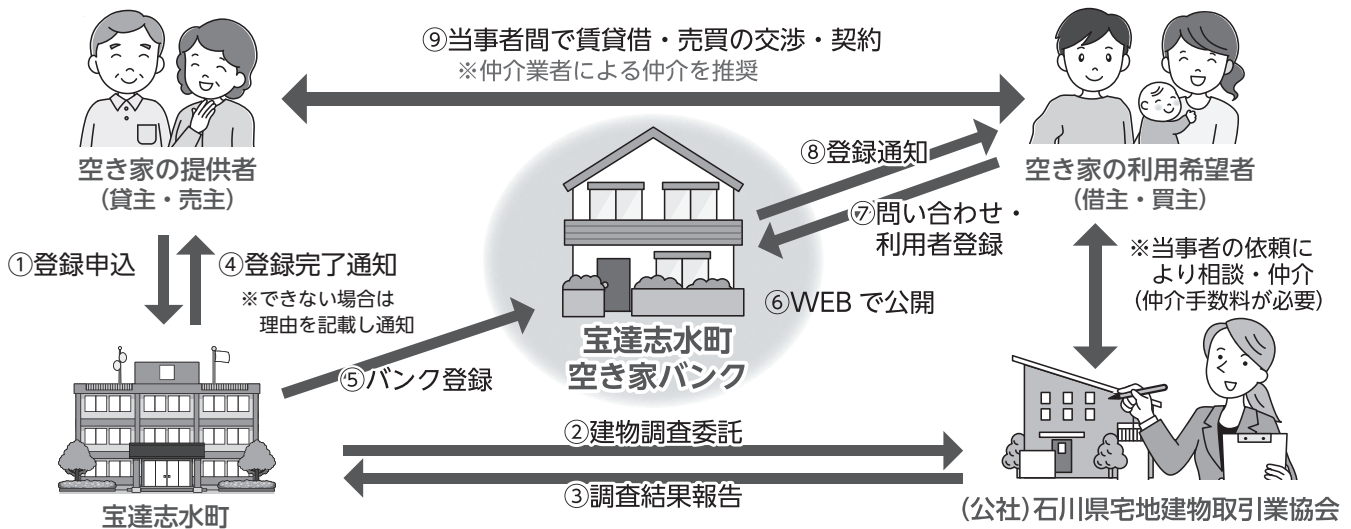 ⑨当事者間で賃貸借・売買の交渉・契約
※仲介業者による仲介を推奨
空き家の提供者
(貸主・売主)
空き家の利用希望者
(借主・買主)
⑧登録通知
⑦問い合わせ・
利用者登録
①登録申込
④登録完了通知
※できない場合は
理由を記載し通知
※当事者の依頼に
より相談・仲介
(仲介手数料が必要)
⑥WEBで公開
宝達志水町
空き家バンク
⑤バンク登録
②建物調査委託
③調査結果報告
宝達志水町
(公社)石川県宅地建物取引業協会